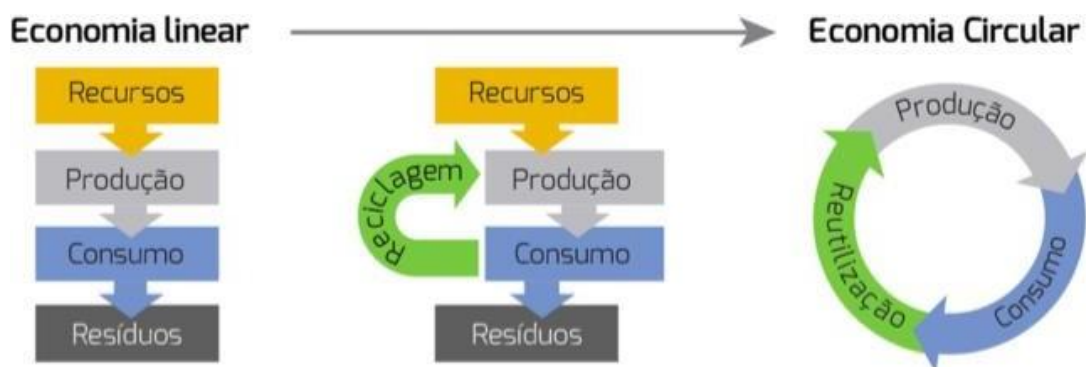 Economia linear
Economia Circular
Recursos
Produção
Consumo
Resíduos
Recursos
Reciclagem
Produção
Consumo
Resíduos
Produção
Consumo
Reutilização